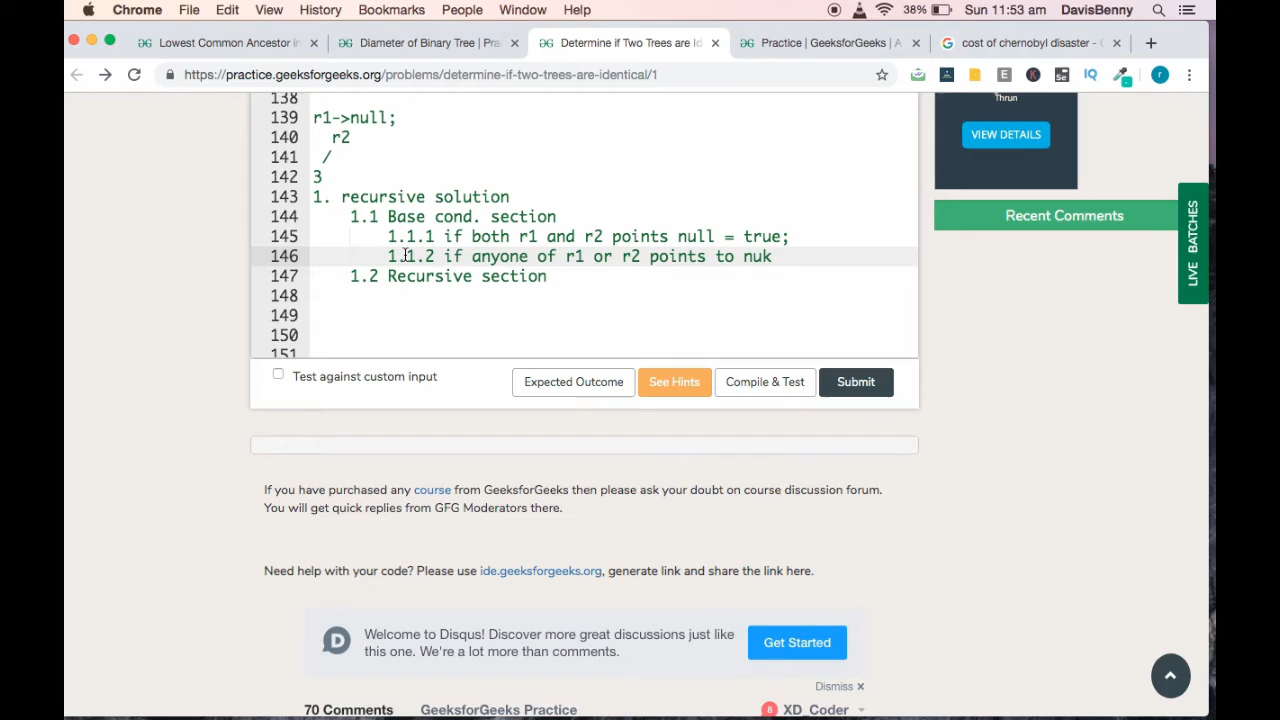 Chrome File Edit View History Bookmarks People Window Help 38% Sun 11:53 am DavisBenny
Lowest Common Ancestor in
Diameter of Binary Tree | Pra
Determine if Two Trees are Id
Practice | GeeksforGeeks | A
cost of chernobyl disaster -
https://practice.geeksforgeeks.org/problems/determine-if-two-trees-are-identical/1
138
139 r1->null;
140 r2
141 /
142 3
143 1. recursive solution
144 1.1 Base cond. section
145 1.1.1 if both r1 and r2 points null = true;
146 1.1.2 if anyone of r1 or r2 points to nuk
147 1.2 Recursive section
148
149
150
151
Thrun
VIEW DETAILS
Recent Comments
LIVE BATCHES
Test against custom input
Expected Outcome
See Hints
Compile & Test
Submit
If you have purchased any course from GeeksforGeeks then please ask your doubt on course discussion forum.
You will get quick replies from GFG Moderators there.
Need help with your code? Please use ide.geeksforgeeks.org, generate link and share the link here.
Welcome to Disqus! Discover more great discussions just like
this one. We're a lot more than comments.
Get Started
Dismiss ×
70 Comments GeeksforGeeks Practice 8 XD_Coder